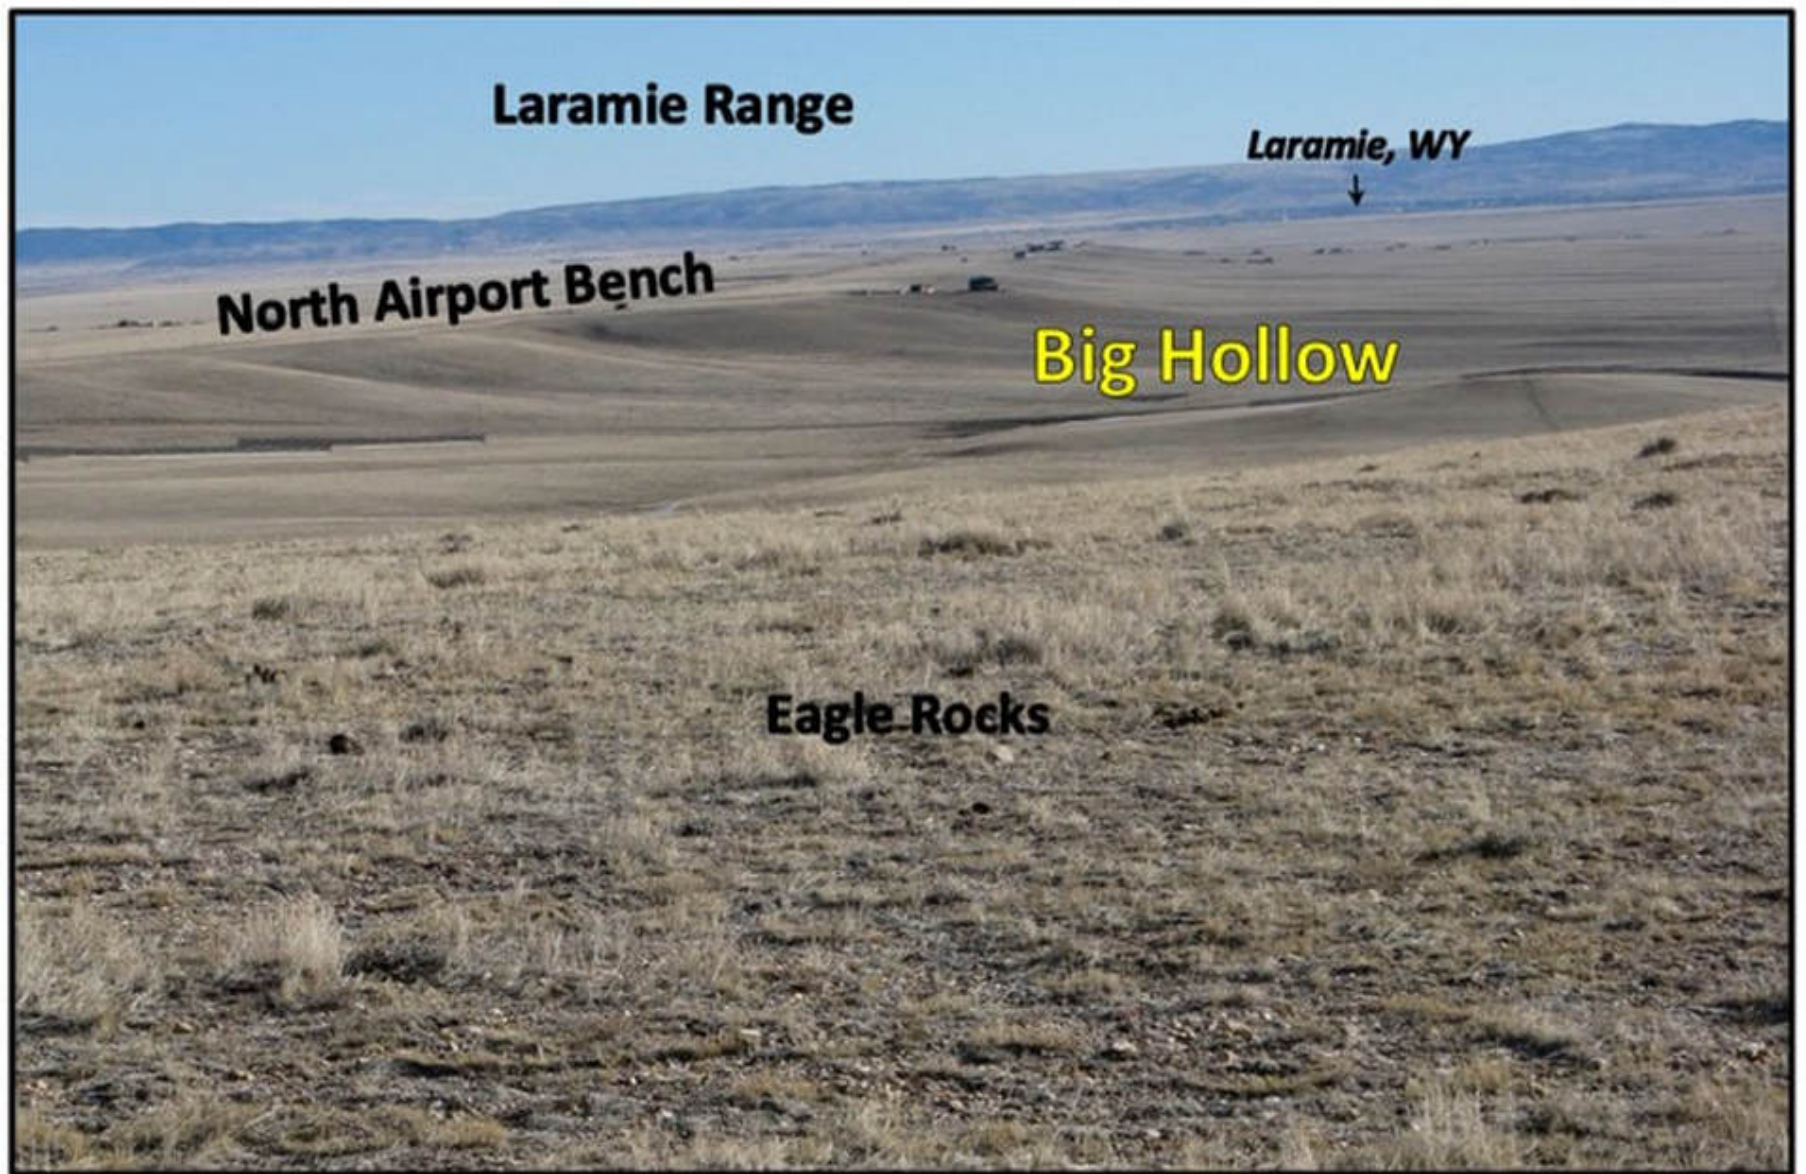 Laramie Range
Laramie, WY
North Airport Bench
Big Hollow
Eagle Rocks